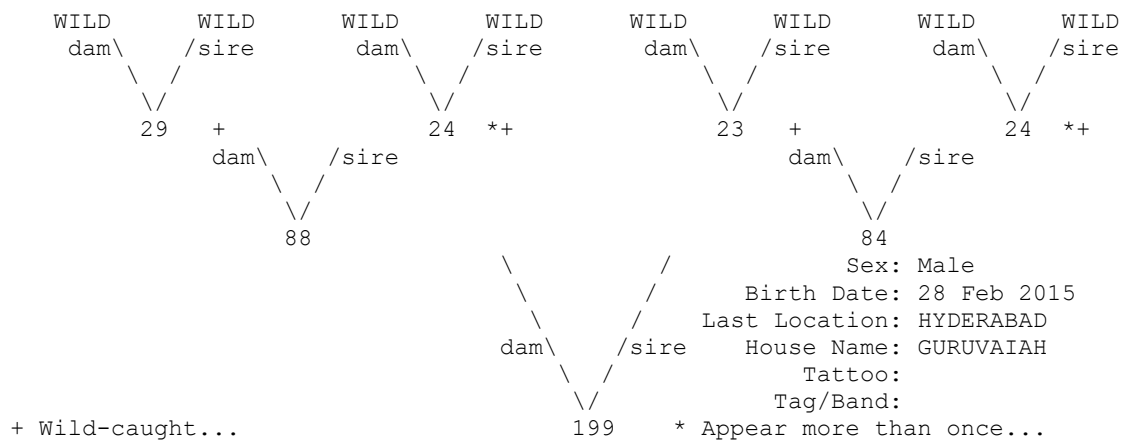 WILD WILD WILD WILD WILD WILD WILD WILD
dam\ /sire dam\ /sire dam\ /sire dam\ /sire
\ / \ / \ / \ /
\/ \/ \/ \/
29 + 24 *+ 23 + 24 *+
dam\ /sire dam\ /sire
\ / \ /
\/ \/
88 84
\ / Sex: Male
\ / Birth Date: 28 Feb 2015
\ / Last Location: HYDERABAD
dam\ /sire House Name: GURUVAIAH
\ / Tattoo:
\/ Tag/Band:
+ Wild-caught... 199 * Appear more than once...